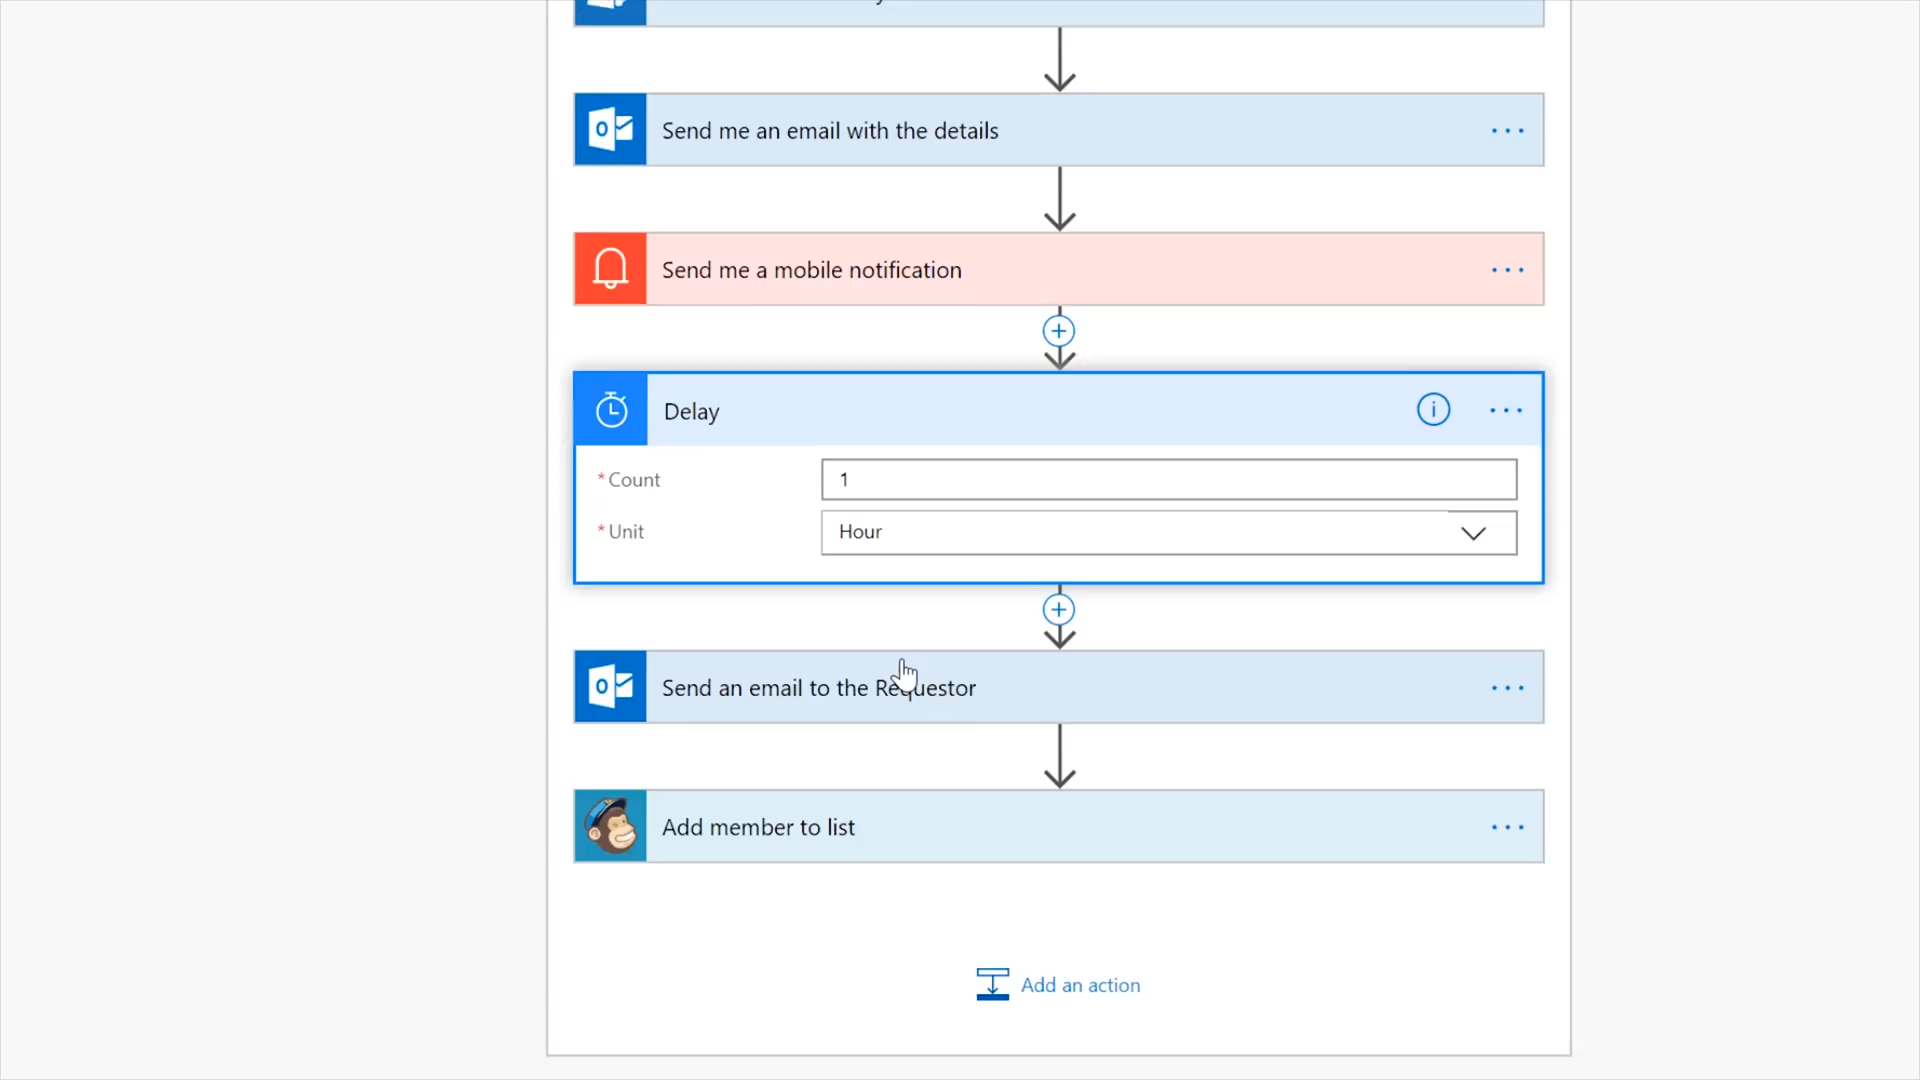 Send me an email with the details
Send me a mobile notification
Delay
* Count
1
* Unit
Hour
Send an email to the Requestor
Add member to list
Add an action